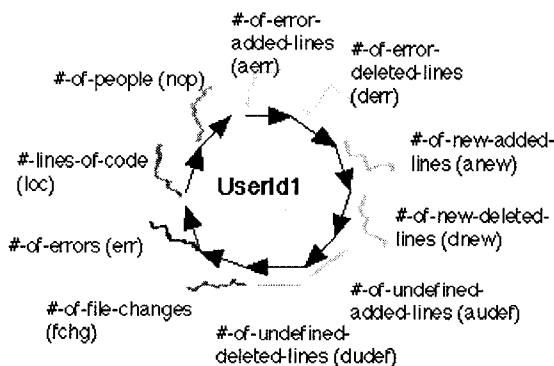 #-of-error-
added-lines
(aerr)
#-of-error-
deleted-lines
(derr)
#-of-new-added-
lines (anew)
#-of-new-deleted-
lines (dnew)
#-of-undefined-
added-lines (audef)
#-of-undefined-
deleted-lines (dudef)
#-of-file-changes
(fchg)
#-of-errors (err)
#-lines-of-code
(loc)
#-of-people (nop)
UserId1